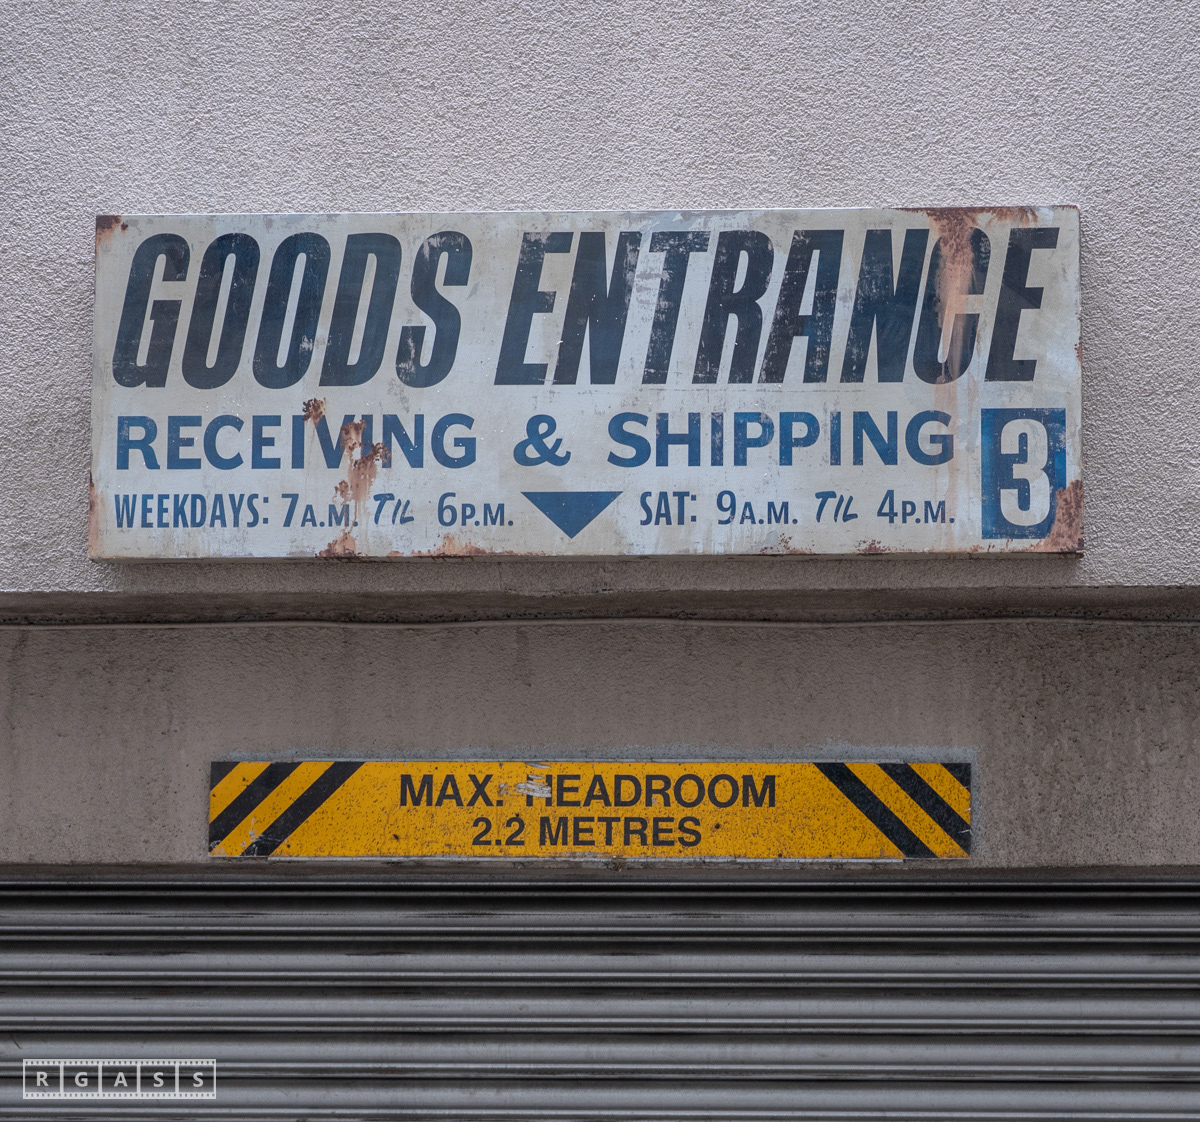 GOODS ENTRANCE
RECEIVING & SHIPPING 3
WEEKDAYS: 7A.M. TIL 6P.M. SAT: 9A.M. TIL 4P.M.
MAX. HEADROOM
2.2 METRES
RGASS